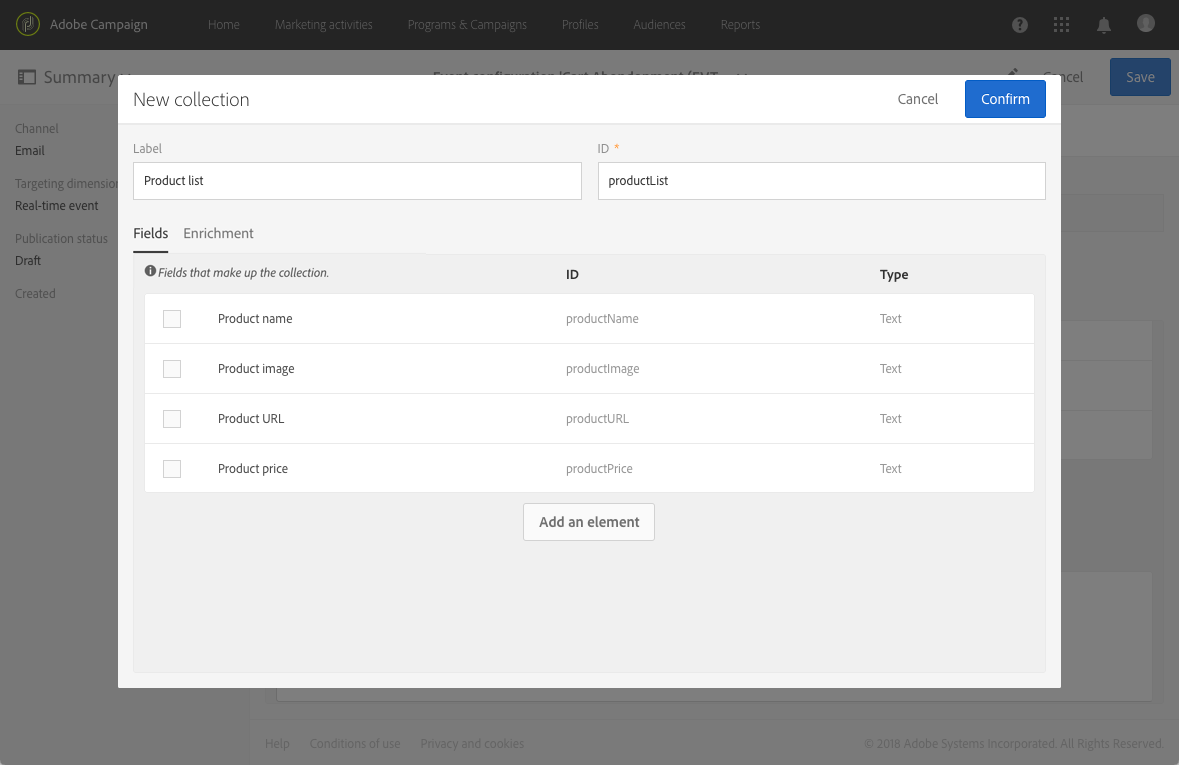 Adobe Campaign Home Marketing activities Programs & Campaigns Profiles Audiences Reports
Summary
Save
New collection Cancel Confirm
Channel
Email
Targeting dimension
Real-time event
Publication status
Draft
Created
Label ID *
Product list productList
Fields Enrichment
Fields that make up the collection. ID Type
Product name productName Text
Product image productImage Text
Product URL productURL Text
Product price productPrice Text
Add an element
Help Conditions of use Privacy and cookies © 2018 Adobe Systems Incorporated. All Rights Reserved.